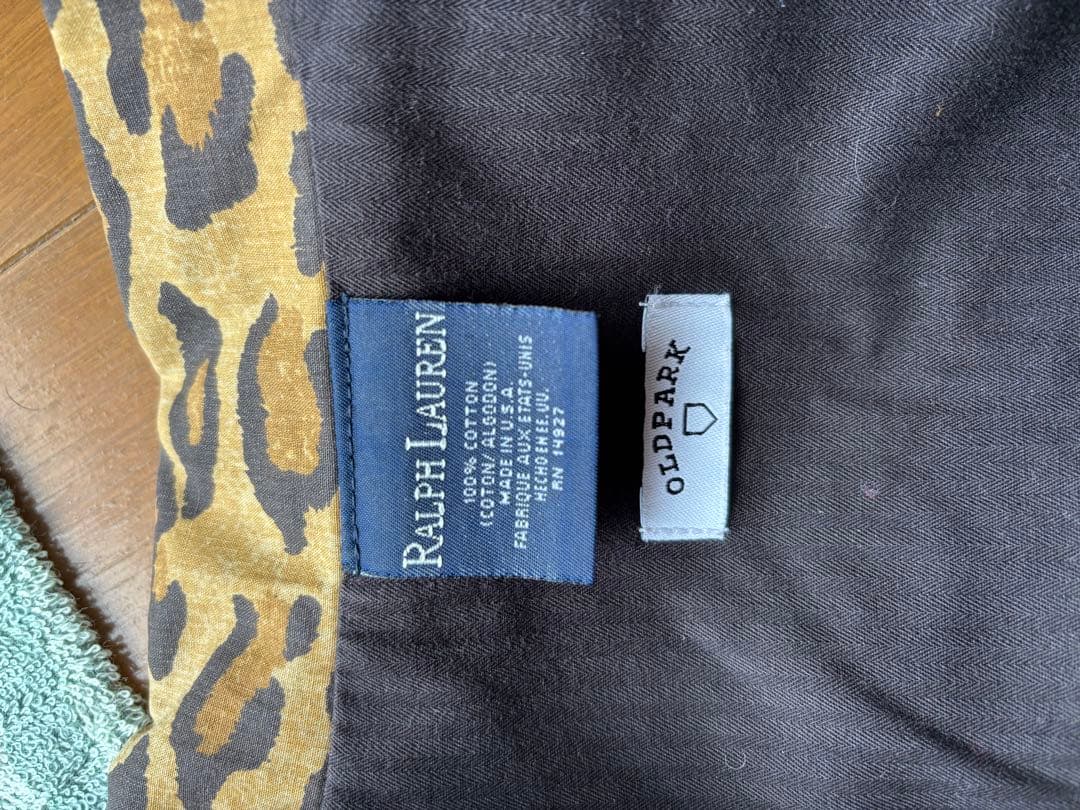 RALPH LAUREN
100% COTTON
(COTON/ ALGODON)
MADE IN U.S.A.
FABRIQUE AUX ETATS-UNIS
HECHO EN EE. UU.
RN 14927
OLDPARK